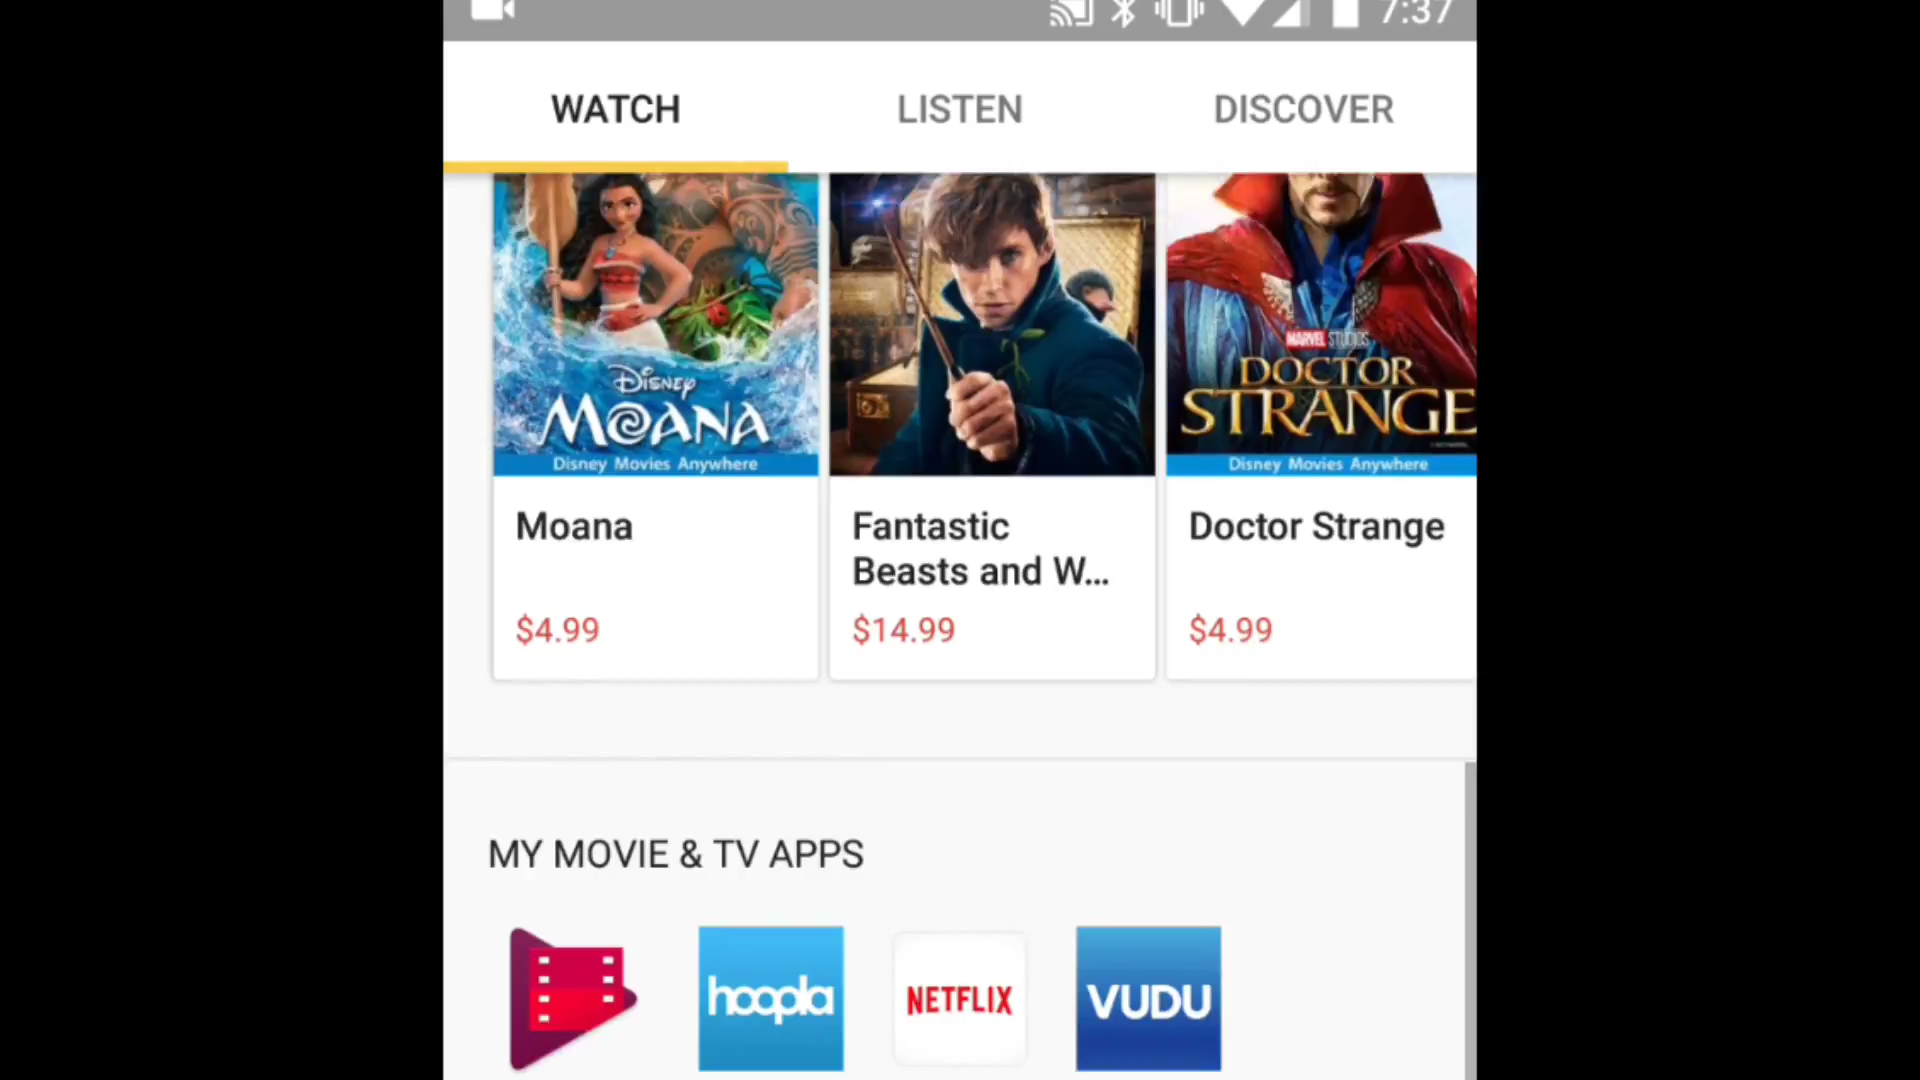 7:37
WATCH
LISTEN
DISCOVER
Disney
MOANA
Disney Movies Anywhere
MARVEL STUDIOS
DOCTOR
STRANGE
Disney Movies Anywhere
Moana
$4.99
Fantastic
Beasts and W...
$14.99
Doctor Strange
$4.99
MY MOVIE & TV APPS
hoopla
NETFLIX
VUDU